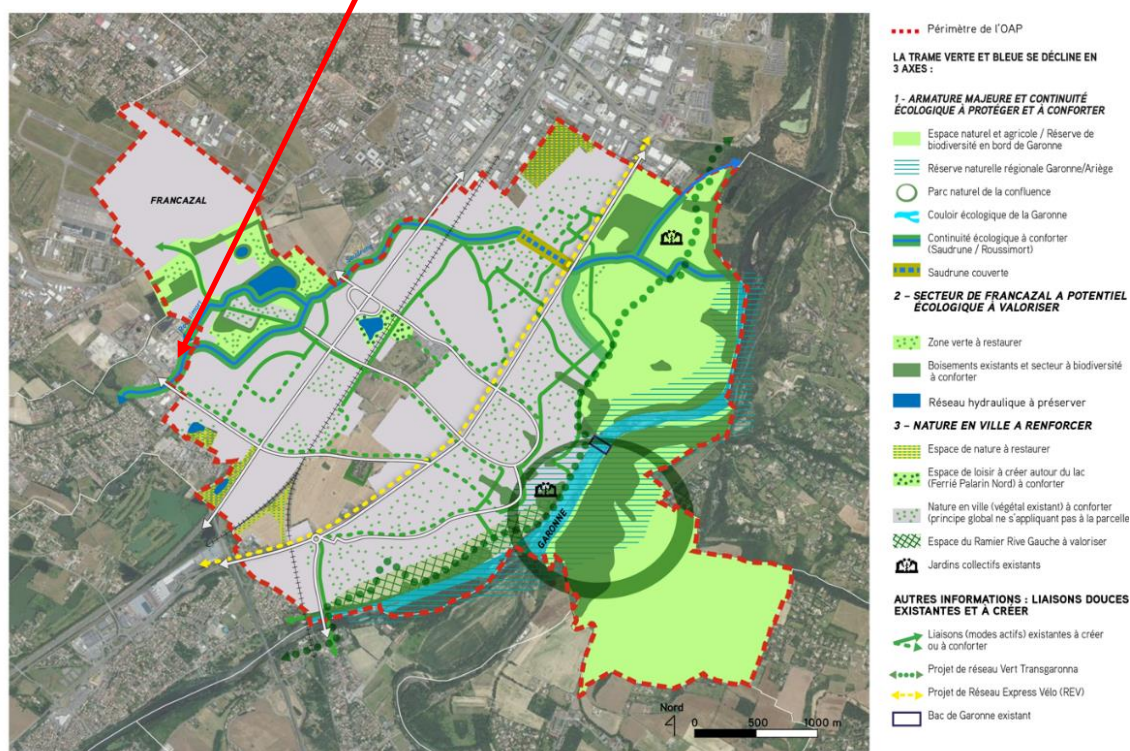 FRANCAZAL
GARONNE
Nord
0 500 1000 m
Périmètre de l'OAP
LA TRAME VERTE ET BLEUE SE DÉCLINE EN
3 AXES :
1 - ARMATURE MAJEURE ET CONTINUITÉ
ÉCOLOGIQUE À PROTÉGER ET À CONFORTER
Espace naturel et agricole / Réserve de
biodiversité en bord de Garonne
Réserve naturelle régionale Garonne/Ariège
Parc naturel de la confluence
Couloir écologique de la Garonne
Continuité écologique à conforter
(Saudrune / Roussimort)
Saudrune couverte
2 - SECTEUR DE FRANCAZAL A POTENTIEL
ÉCOLOGIQUE À VALORISER
Zone verte à restaurer
Boisements existants et secteur à biodiversité
à conforter
Réseau hydraulique à préserver
3 - NATURE EN VILLE A RENFORCER
Espace de nature à restaurer
Espace de loisir à créer autour du lac
(Ferrié Palarin Nord) à conforter
Nature en ville (végétal existant) à conforter
(principe global ne s'appliquant pas à la parcelle
Espace du Ramier Rive Gauche à valoriser
Jardins collectifs existants
AUTRES INFORMATIONS : LIAISONS DOUCES
EXISTANTES ET À CRÉER
Liaisons (modes actifs) existantes à créer
ou à conforter
Projet de réseau Vert Transgaronna
Projet de Réseau Express Vélo (REV)
Bac de Garonne existant